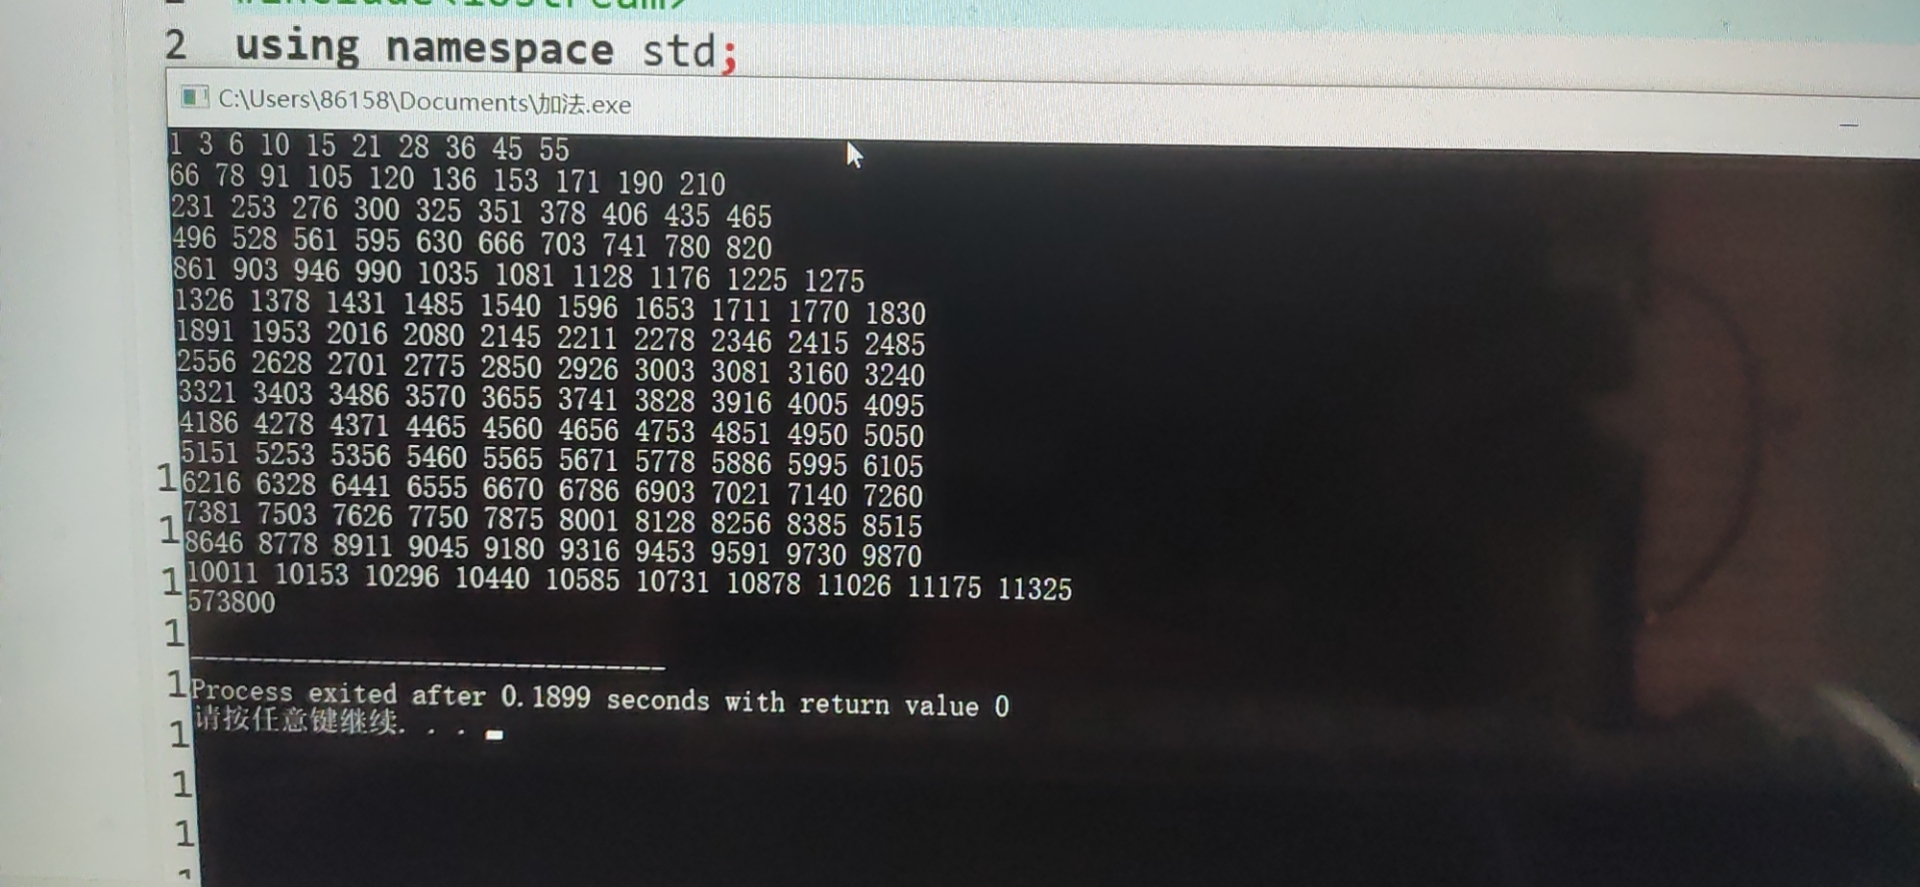 #include<iostream>
2 using namespace std;
C:\Users\86158\Documents\加法.exe
1 3 6 10 15 21 28 36 45 55
66 78 91 105 120 136 153 171 190 210
231 253 276 300 325 351 378 406 435 465
496 528 561 595 630 666 703 741 780 820
861 903 946 990 1035 1081 1128 1176 1225 1275
1326 1378 1431 1485 1540 1596 1653 1711 1770 1830
1891 1953 2016 2080 2145 2211 2278 2346 2415 2485
2556 2628 2701 2775 2850 2926 3003 3081 3160 3240
3321 3403 3486 3570 3655 3741 3828 3916 4005 4095
4186 4278 4371 4465 4560 4656 4753 4851 4950 5050
5151 5253 5356 5460 5565 5671 5778 5886 5995 6105
1 6216 6328 6441 6555 6670 6786 6903 7021 7140 7260
7381 7503 7626 7750 7875 8001 8128 8256 8385 8515
1 8646 8778 8911 9045 9180 9316 9453 9591 9730 9870
1 10011 10153 10296 10440 10585 10731 10878 11026 11175 11325
573800
1
--------------------------------
1 Process exited after 0.1899 seconds with return value 0
请按任意键继续. . .
1
1
1